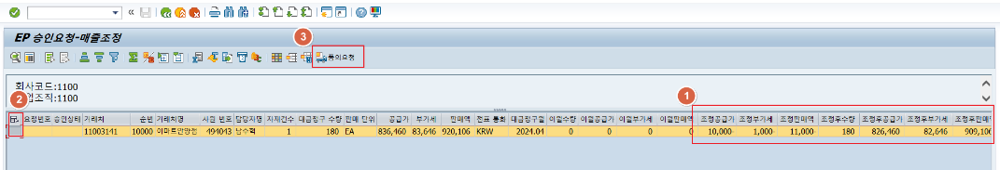 «
EP 승인요청-매출조정
3
품의요청
회사코드:1100
1
2
업조직:1100
요청번호 승인상태 거래처 순번 거래처명 사원 번호 담당자명 자재건수 대금청구 수량 판매 단위 공급가 부가세 판매액 전표 통화 대금청구월 이월수량 이월공급가 이월부가세 이월판매액 조정공급가 조정부가세 조정판매액 조정후수량 조정후공급가 조정후부가세 조정후판매
11003141 10000 이마트안양점 494043 남수혁 1 180 EA 836,460 83,646 920,106 KRW 2024.04 0 0 0 0 10,000- 1,000- 11,000- 180 826,460 82,646 909,106